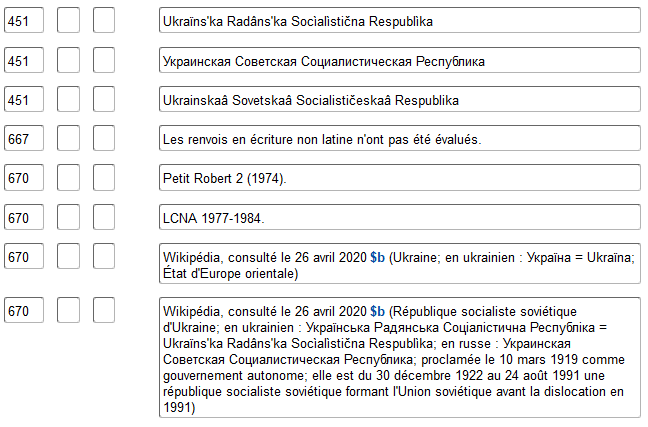 451 Ukraïns'ka Radâns'ka Socìalìstična Respublìka
451 Украинская Советская Социалистическая Республика
451 Ukrainskaâ Sovetskaâ Socialističeskaâ Respublika
667 Les renvois en écriture non latine n'ont pas été évalués.
670 Petit Robert 2 (1974).
670 LCNA 1977-1984.
670 Wikipédia, consulté le 26 avril 2020 $b (Ukraine; en ukrainien : Україна = Ukraïna;
État d'Europe orientale)
670 Wikipédia, consulté le 26 avril 2020 $b (République socialiste soviétique
d'Ukraine; en ukrainien : Українська Радянська Соціалістична Республіка =
Ukraïns'ka Radâns'ka Socìalìstična Respublìka; en russe : Украинская
Советская Социалистическая Республика; proclamée le 10 mars 1919 comme
gouvernement autonome; elle est du 30 décembre 1922 au 24 août 1991 une
république socialiste soviétique formant l'Union soviétique avant la dislocation en
1991)